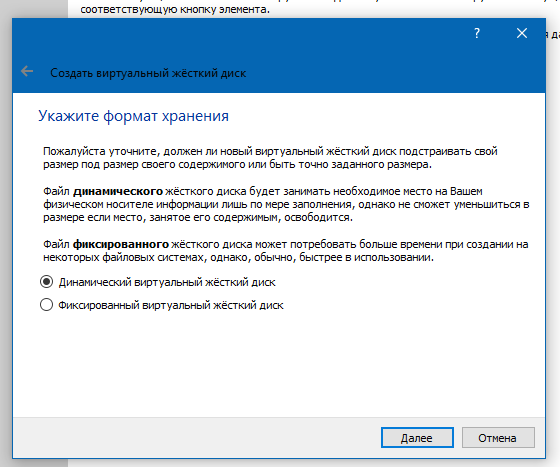 соответствующую кнопку элемента.
?
Создать виртуальный жёсткий диск
Укажите формат хранения
Пожалуйста уточните, должен ли новый виртуальный жёсткий диск подстраивать свой
размер под размер своего содержимого или быть точно заданного размера.
Файл динамического жёсткого диска будет занимать необходимое место на Вашем
физическом носителе информации лишь по мере заполнения, однако не сможет уменьшиться в
размере если место, занятое его содержимым, освободится.
Файл фиксированного жёсткого диска может потребовать больше времени при создании на
некоторых файловых системах, однако, обычно, быстрее в использовании.
Динамический виртуальный жёсткий диск
Фиксированный виртуальный жёсткий диск
Далее
Отмена